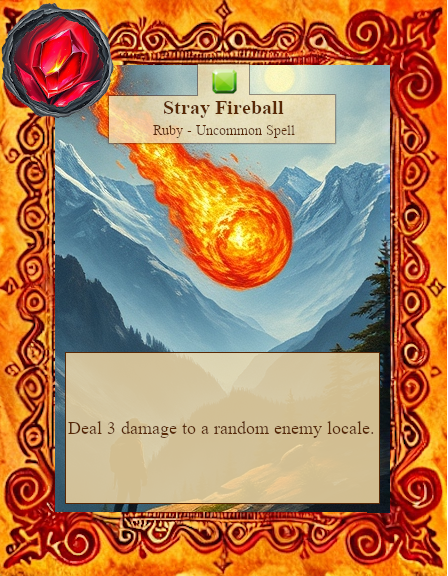 Stray Fireball
Ruby - Uncommon Spell
Deal 3 damage to a random enemy locale.